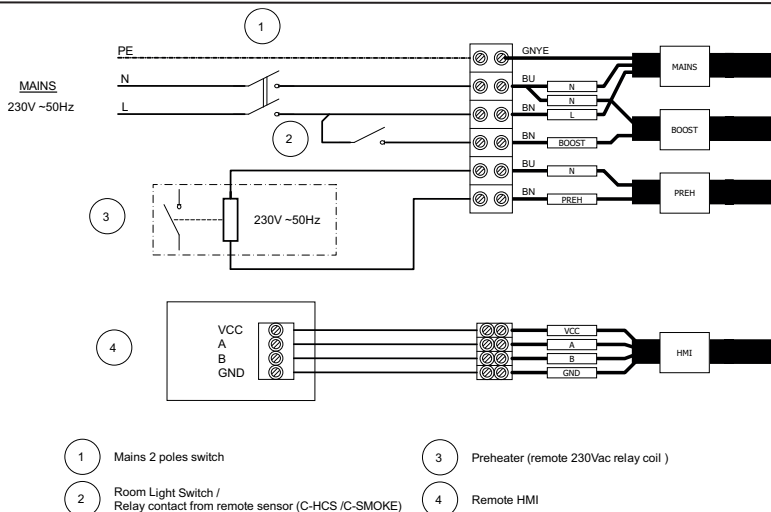 1
PE
GNYE
MAINS
MAINS
230V ~50Hz
N
BU
N
N
L
BN
L
2
BN
BOOST
BOOST
BU
N
3
230V ~50Hz
BN
PREH
PREH
4
VCC
A
B
GND
VCC
A
B
GND
HMI
1 Mains 2 poles switch
3 Preheater (remote 230Vac relay coil )
2 Room Light Switch /
Relay contact from remote sensor (C-HCS /C-SMOKE)
4 Remote HMI